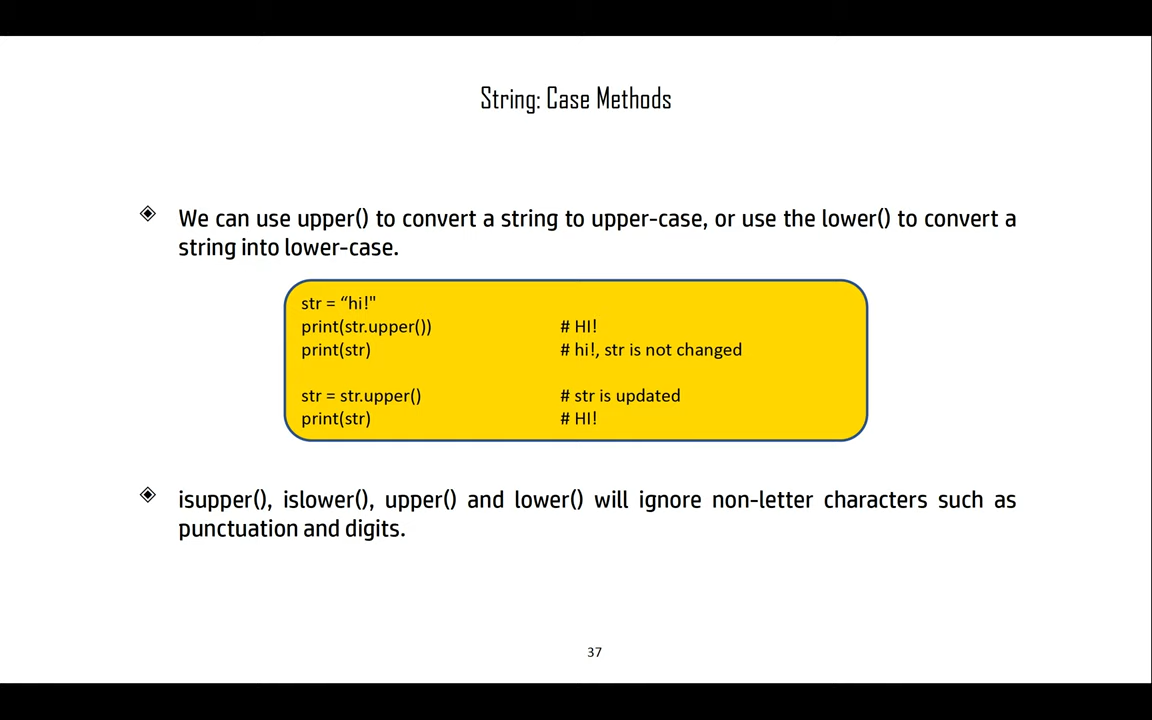 String: Case Methods
◈ We can use upper() to convert a string to upper-case, or use the lower() to convert a
string into lower-case.
str = “hi!"
print(str.upper()) # HI!
print(str) # hi!, str is not changed
str = str.upper() # str is updated
print(str) # HI!
◈ isupper(), islower(), upper() and lower() will ignore non-letter characters such as
punctuation and digits.
37